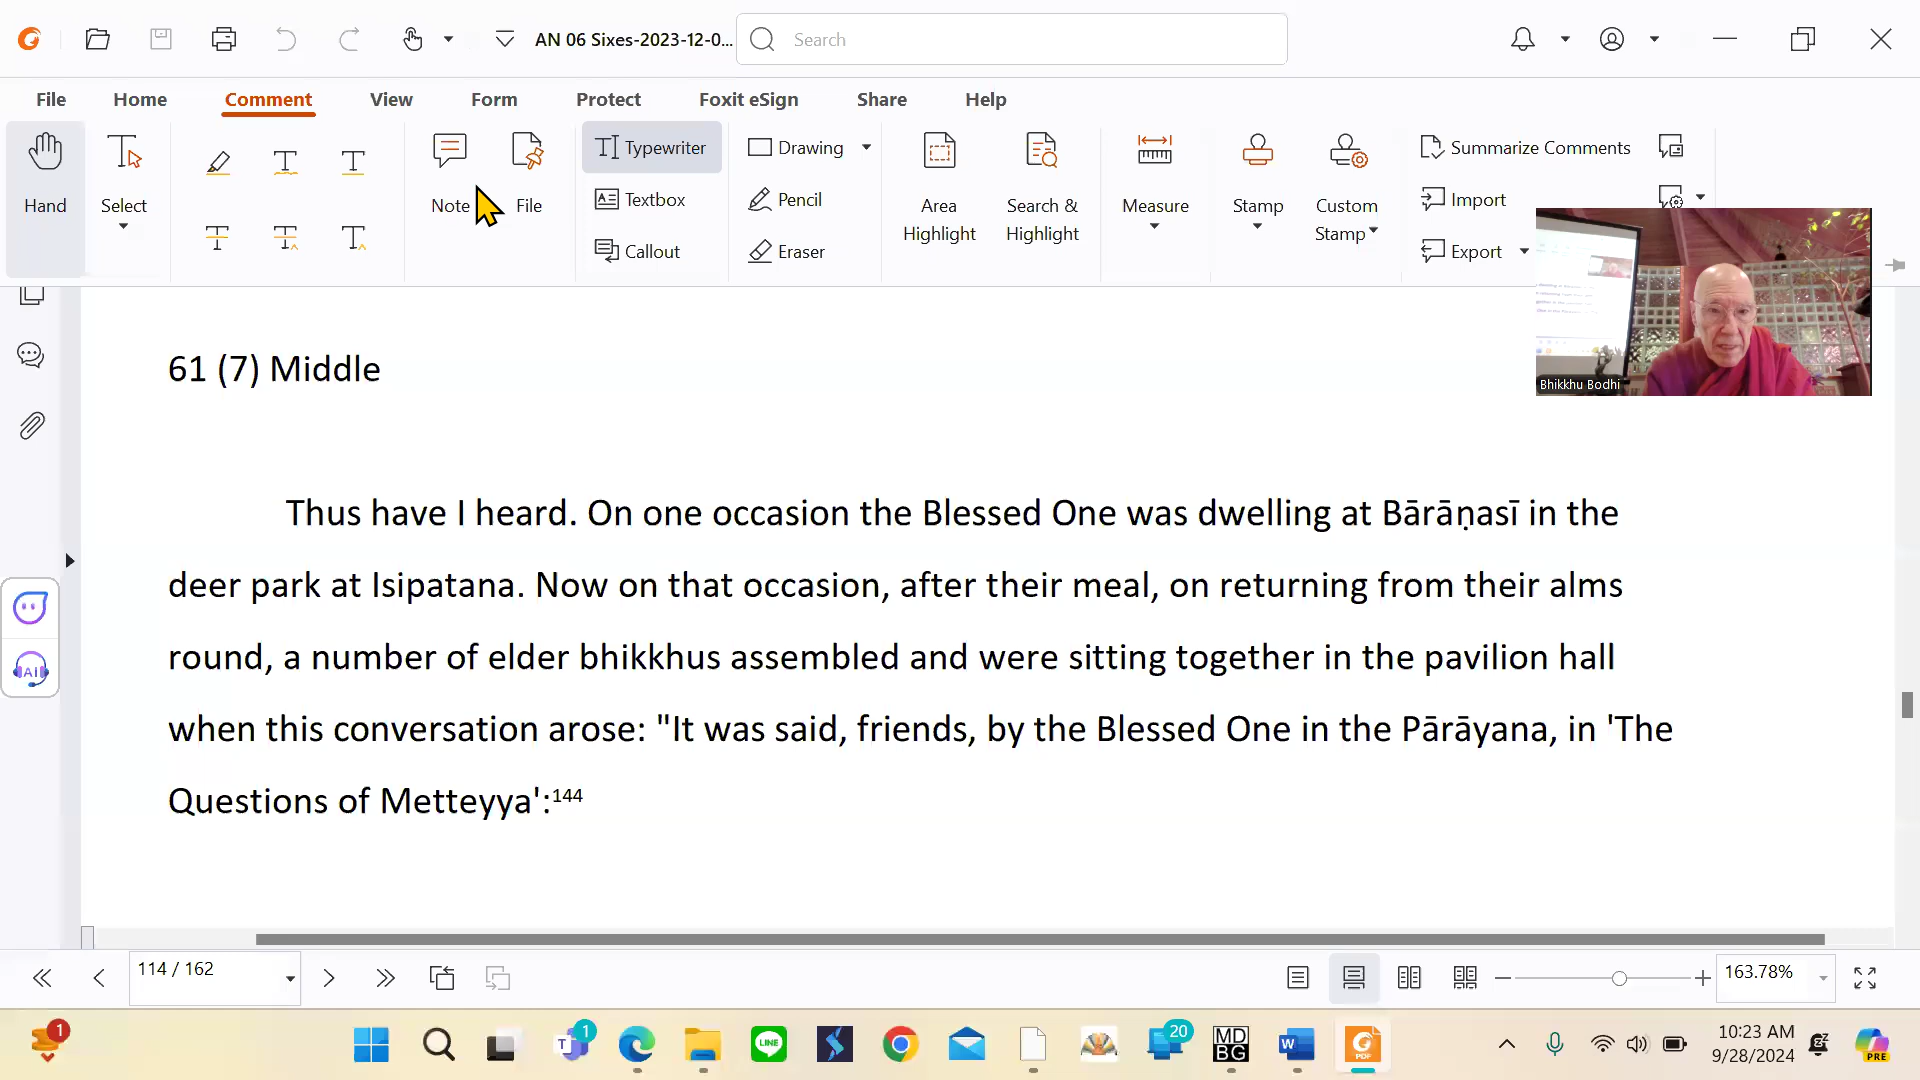 AN 06 Sixes-2023-12-0...
Search
File Home Comment View Form Protect Foxit eSign Share Help
Hand
Select
Note
File
Typewriter
Textbox
Callout
Drawing
Pencil
Eraser
Area
Highlight
Search &
Highlight
Measure
Stamp
Custom
Stamp
Summarize Comments
Import
Export
Bhikkhu Bodhi
61 (7) Middle
Thus have I heard. On one occasion the Blessed One was dwelling at Bārāṇasī in the
deer park at Isipatana. Now on that occasion, after their meal, on returning from their alms
round, a number of elder bhikkhus assembled and were sitting together in the pavilion hall
when this conversation arose: "It was said, friends, by the Blessed One in the Pārāyana, in 'The
Questions of Metteyya':144
Ai
114 / 162
163.78%
1
1
LINE
20
MD
BG
W
PDF
10:23 AM
9/28/2024
PRE